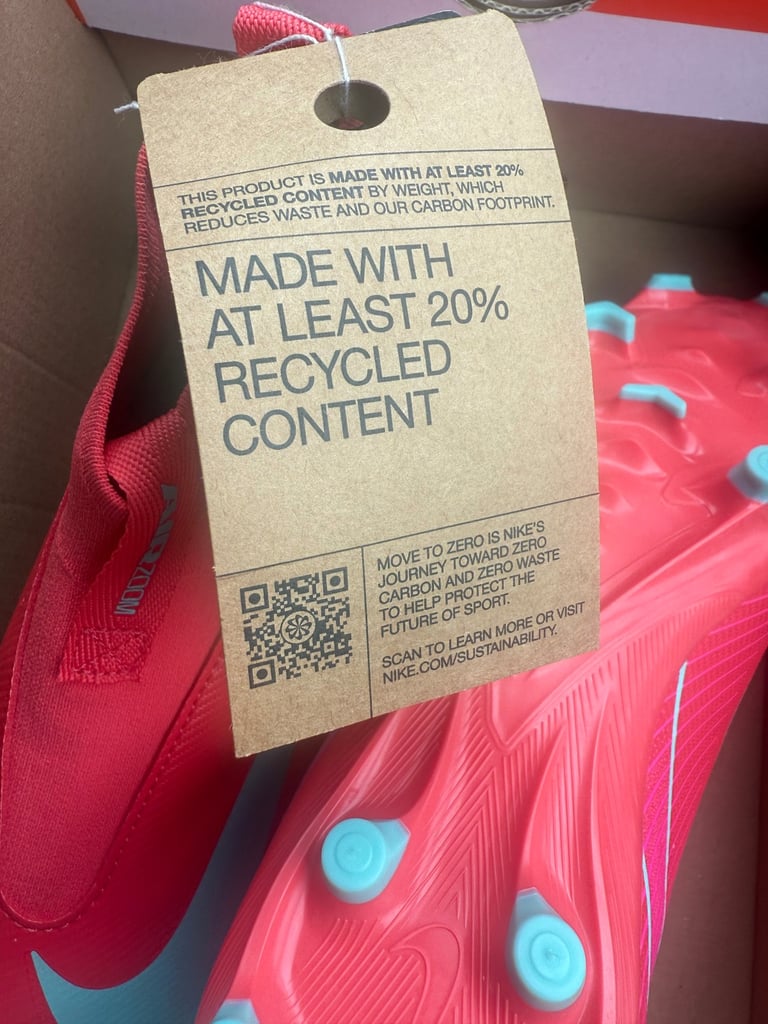 THIS PRODUCT IS MADE WITH AT LEAST 20%
RECYCLED CONTENT BY WEIGHT, WHICH
REDUCES WASTE AND OUR CARBON FOOTPRINT.
MADE WITH
AT LEAST 20%
RECYCLED
CONTENT
MOVE TO ZERO IS NIKE'S
JOURNEY TOWARD ZERO
CARBON AND ZERO WASTE
TO HELP PROTECT THE
FUTURE OF SPORT.
SCAN TO LEARN MORE OR VISIT
NIKE.COM/SUSTAINABILITY.
AIR ZOOM